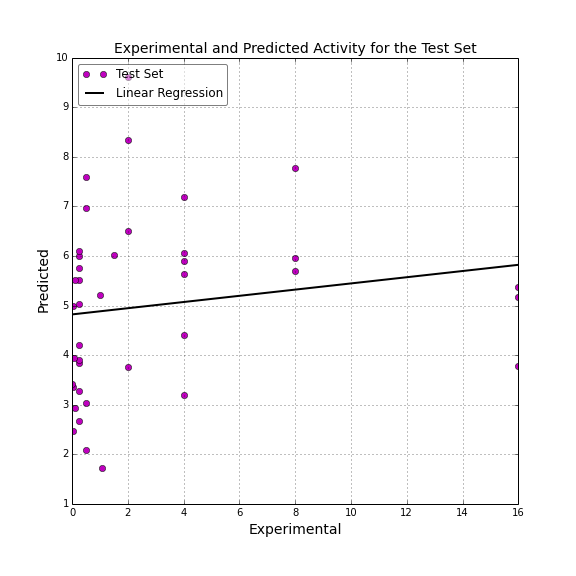 Experimental and Predicted Activity for the Test Set
10
9
8
7
6
5
4
3
2
1
Predicted
Test Set
Linear Regression
0 2 4 6 8 10 12 14 16
Experimental